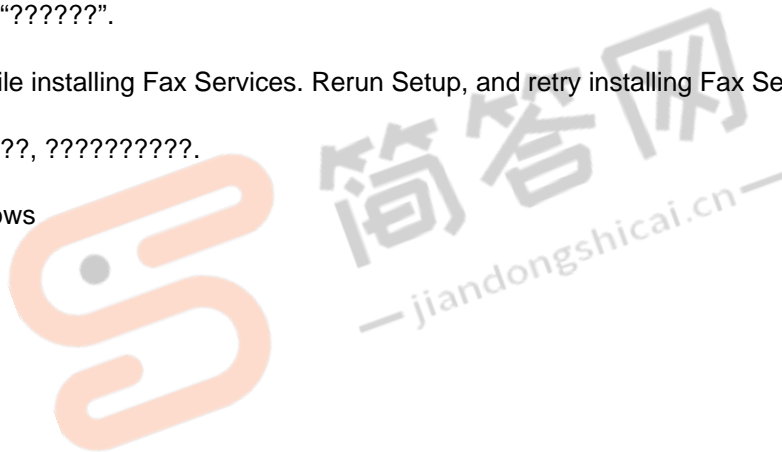 “??????”.
ile installing Fax Services. Rerun Setup, and retry installing Fax Se
??, ??????????.
ows
简答网
— jiandongshicai.cn —